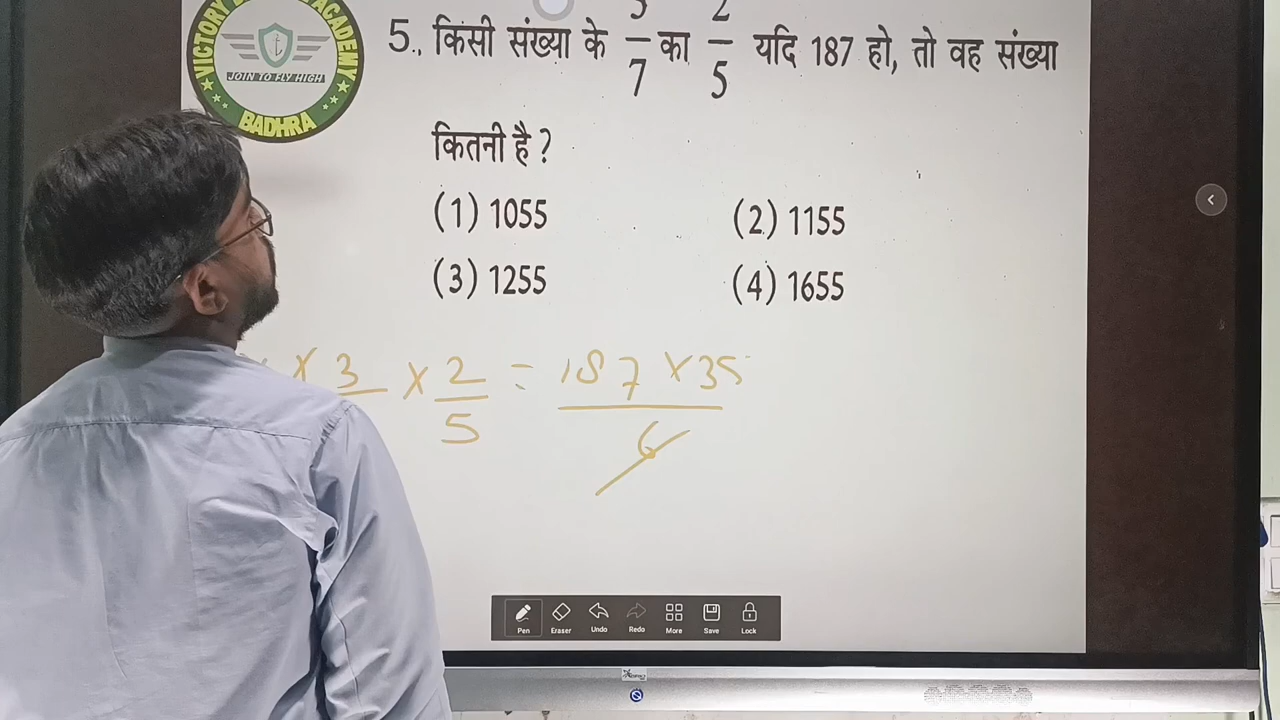 VICTORY ACADEMY
JOIN TO FLY HIGH
BADHRA
5., किसी संख्या के 3/7 का 2/5 यदि 187 हो, तो वह संख्या
कितनी है ?
(1) 1055 (2) 1155
(3) 1255 (4) 1655
× 3 × 2/5 = 187 × 35/6
Pen Eraser Undo Redo More Save Lock